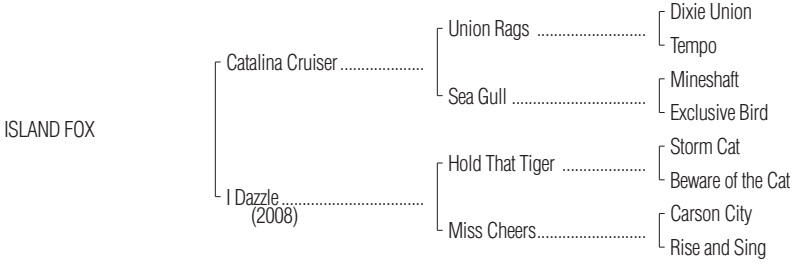 Dixie Union
Union Rags ........................
Tempo
Catalina Cruiser ...................
Mineshaft
Sea Gull ..............................
Exclusive Bird
ISLAND FOX
Storm Cat
Hold That Tiger ...................
Beware of the Cat
I Dazzle ................................
(2008)
Carson City
Miss Cheers........................
Rise and Sing